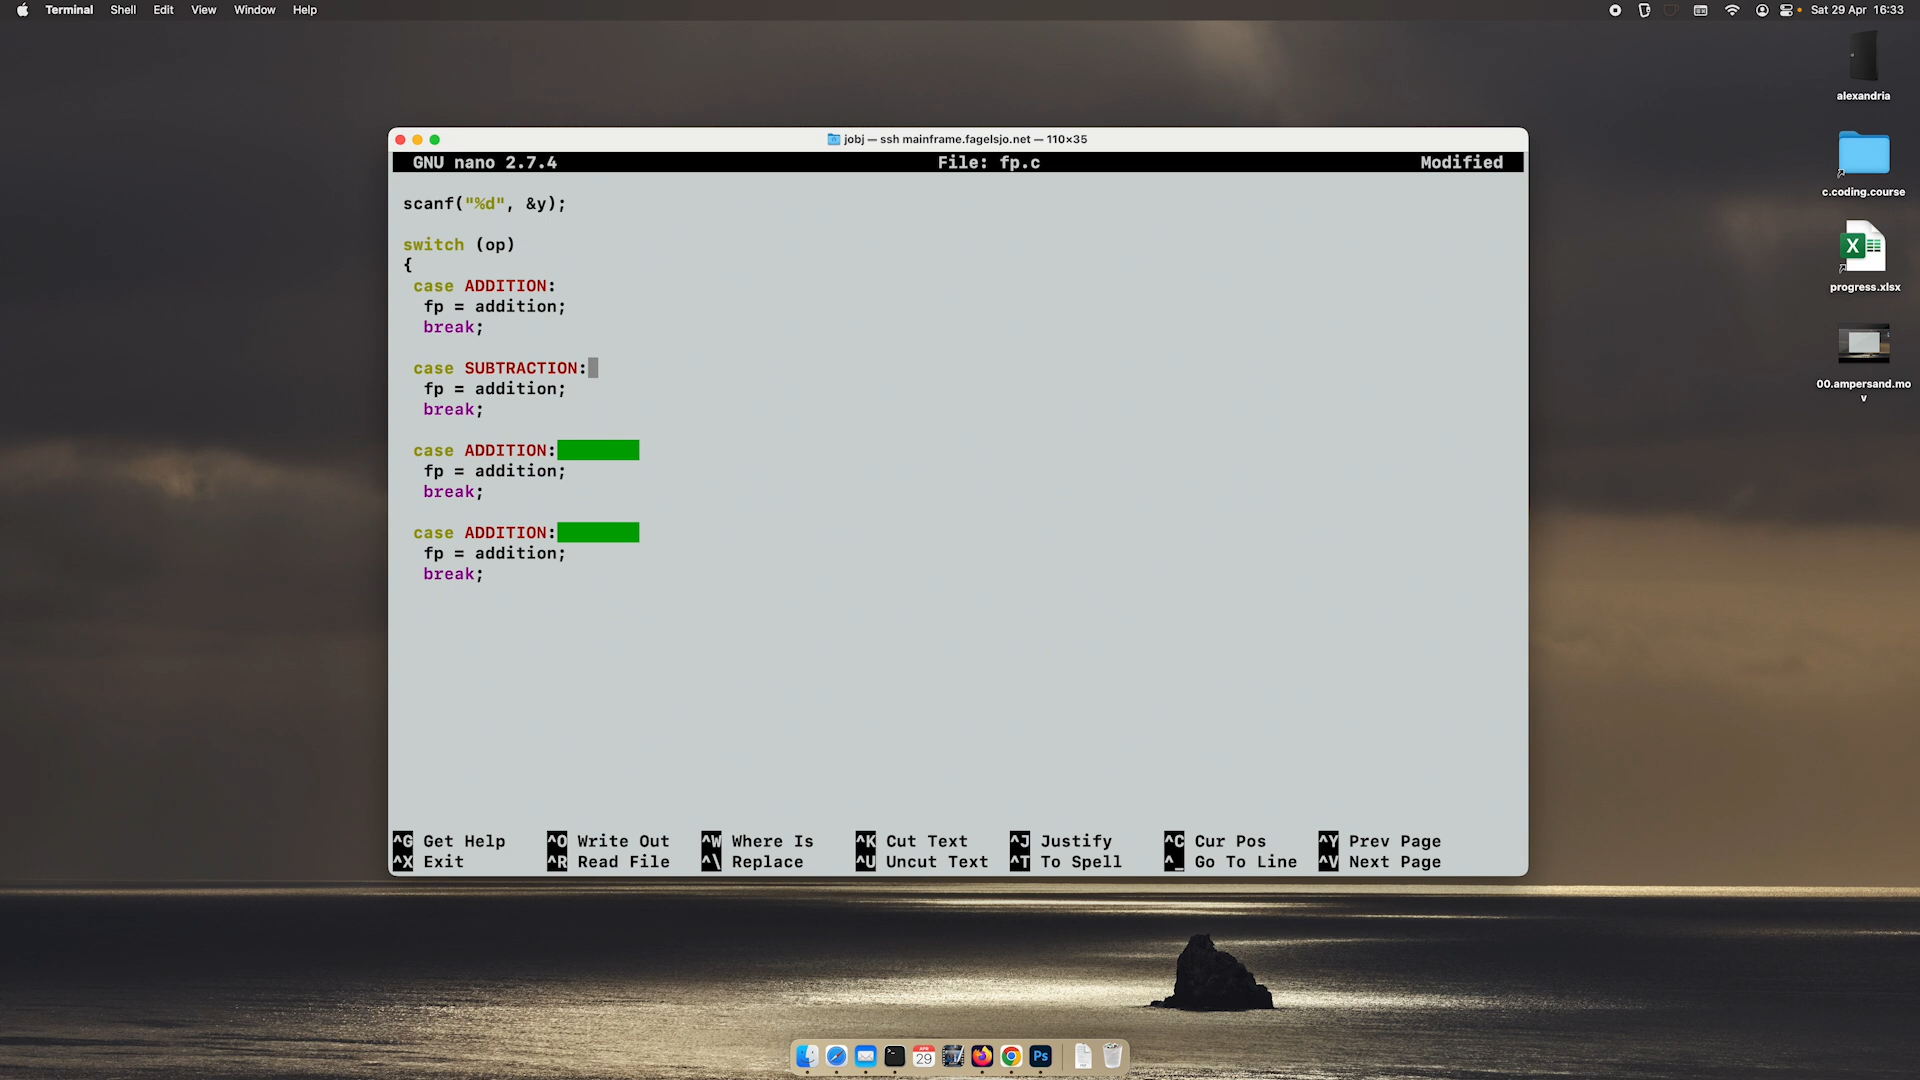 Terminal Shell Edit View Window Help Sat 29 Apr 16:33
alexandria
c.coding.course
progress.xlsx
00.ampersand.mo
v
jobj — ssh mainframe.fagelsjo.net — 110×35
GNU nano 2.7.4 File: fp.c Modified
scanf("%d", &y);
switch (op)
{
case ADDITION:
fp = addition;
break;
case SUBTRACTION:
fp = addition;
break;
case ADDITION:
fp = addition;
break;
case ADDITION:
fp = addition;
break;
^G Get Help ^O Write Out ^W Where Is ^K Cut Text ^J Justify ^C Cur Pos ^Y Prev Page
^X Exit ^R Read File ^\ Replace ^U Uncut Text ^T To Spell ^_ Go To Line ^V Next Page
APR
29
Ps